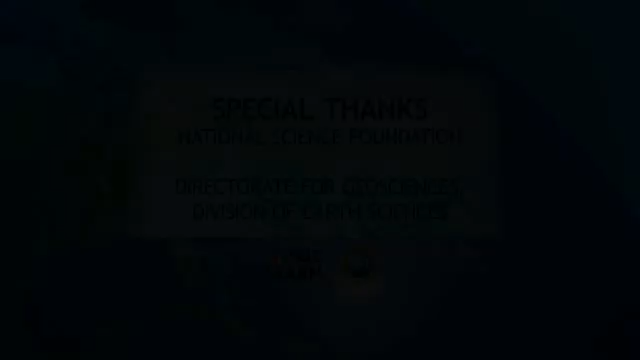 SPECIAL THANKS
NATIONAL SCIENCE FOUNDATION
DIRECTORATE FOR GEOSCIENCES,
DIVISION OF EARTH SCIENCES